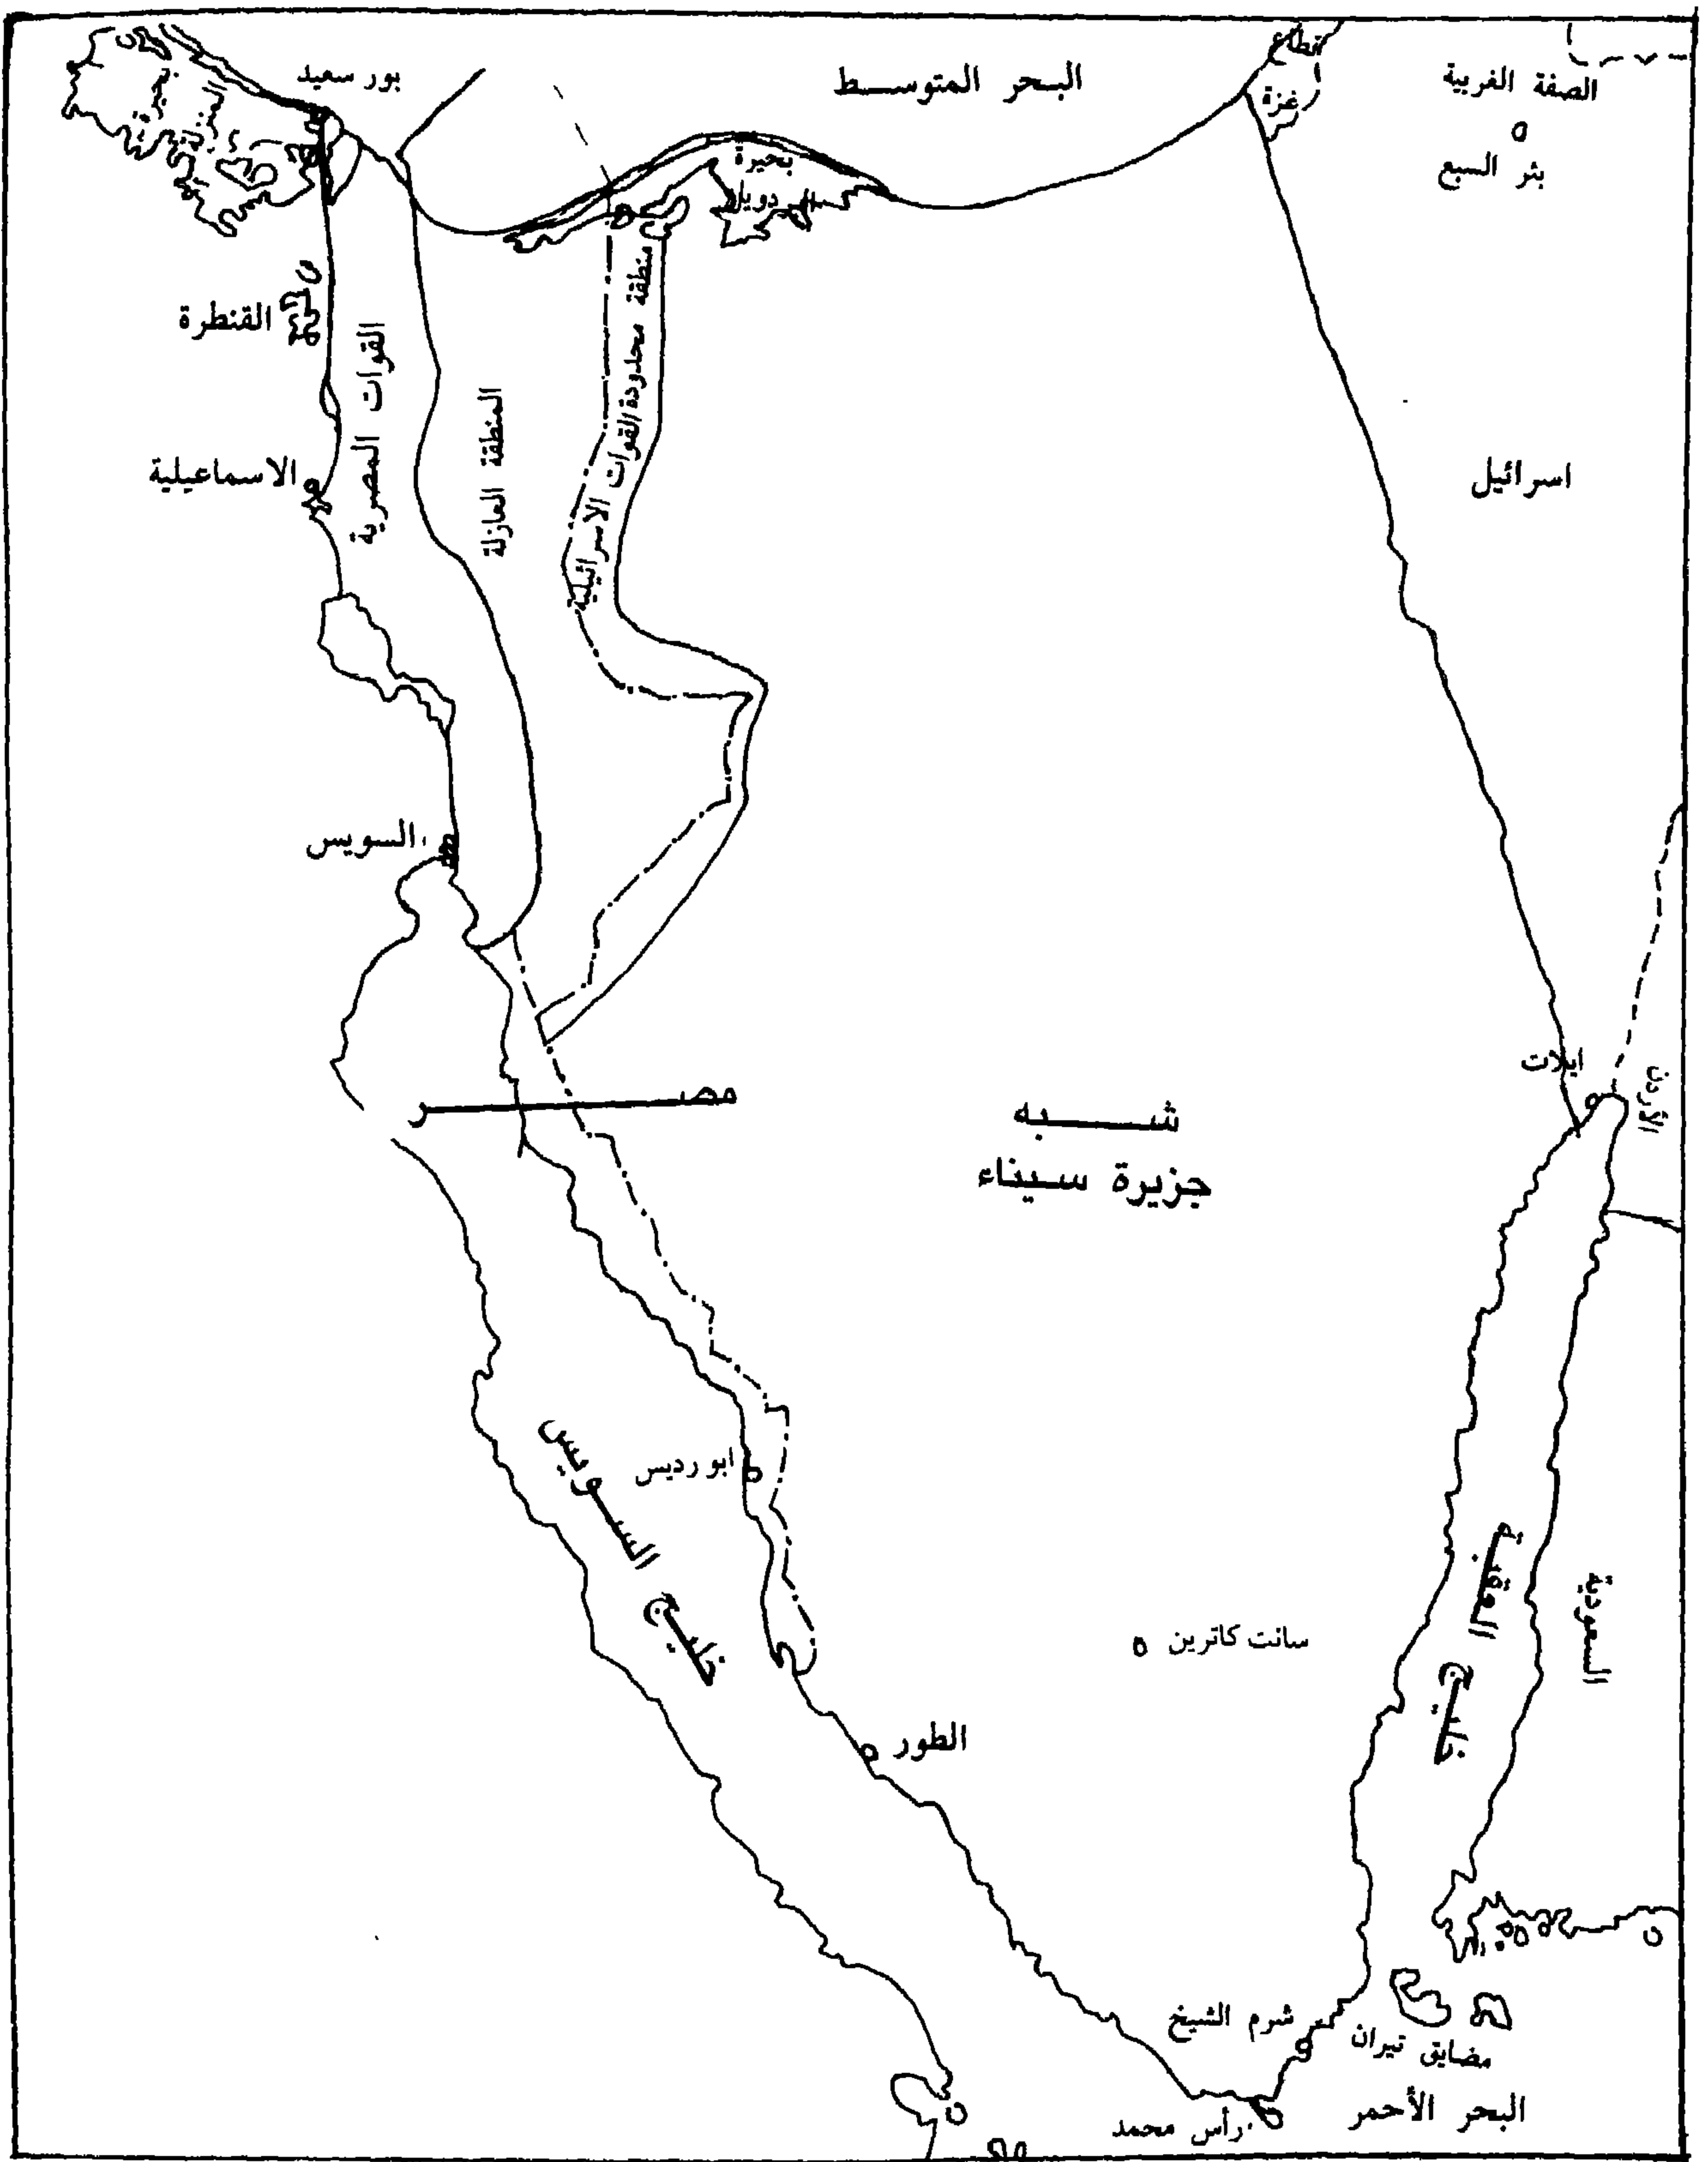 بور سعيد
البحر المتوسط
قطاع
غزة
الضفة الغربية
بئر السبع
بحيرة
البردويل
القنطرة
القوات المصرية
المنطقة العازلة
منطقة محدودة القوات الاسرائيلية
الاسماعيلية
اسرائيل
السويس
ايلات
الأردن
مصر
شبه
جزيرة سيناء
خليج السويس
ابو رديس
سانت كاترين
خليج العقبة
السعودية
الطور
شرم الشيخ
مضايق تيران
البحر الأحمر
رأس محمد